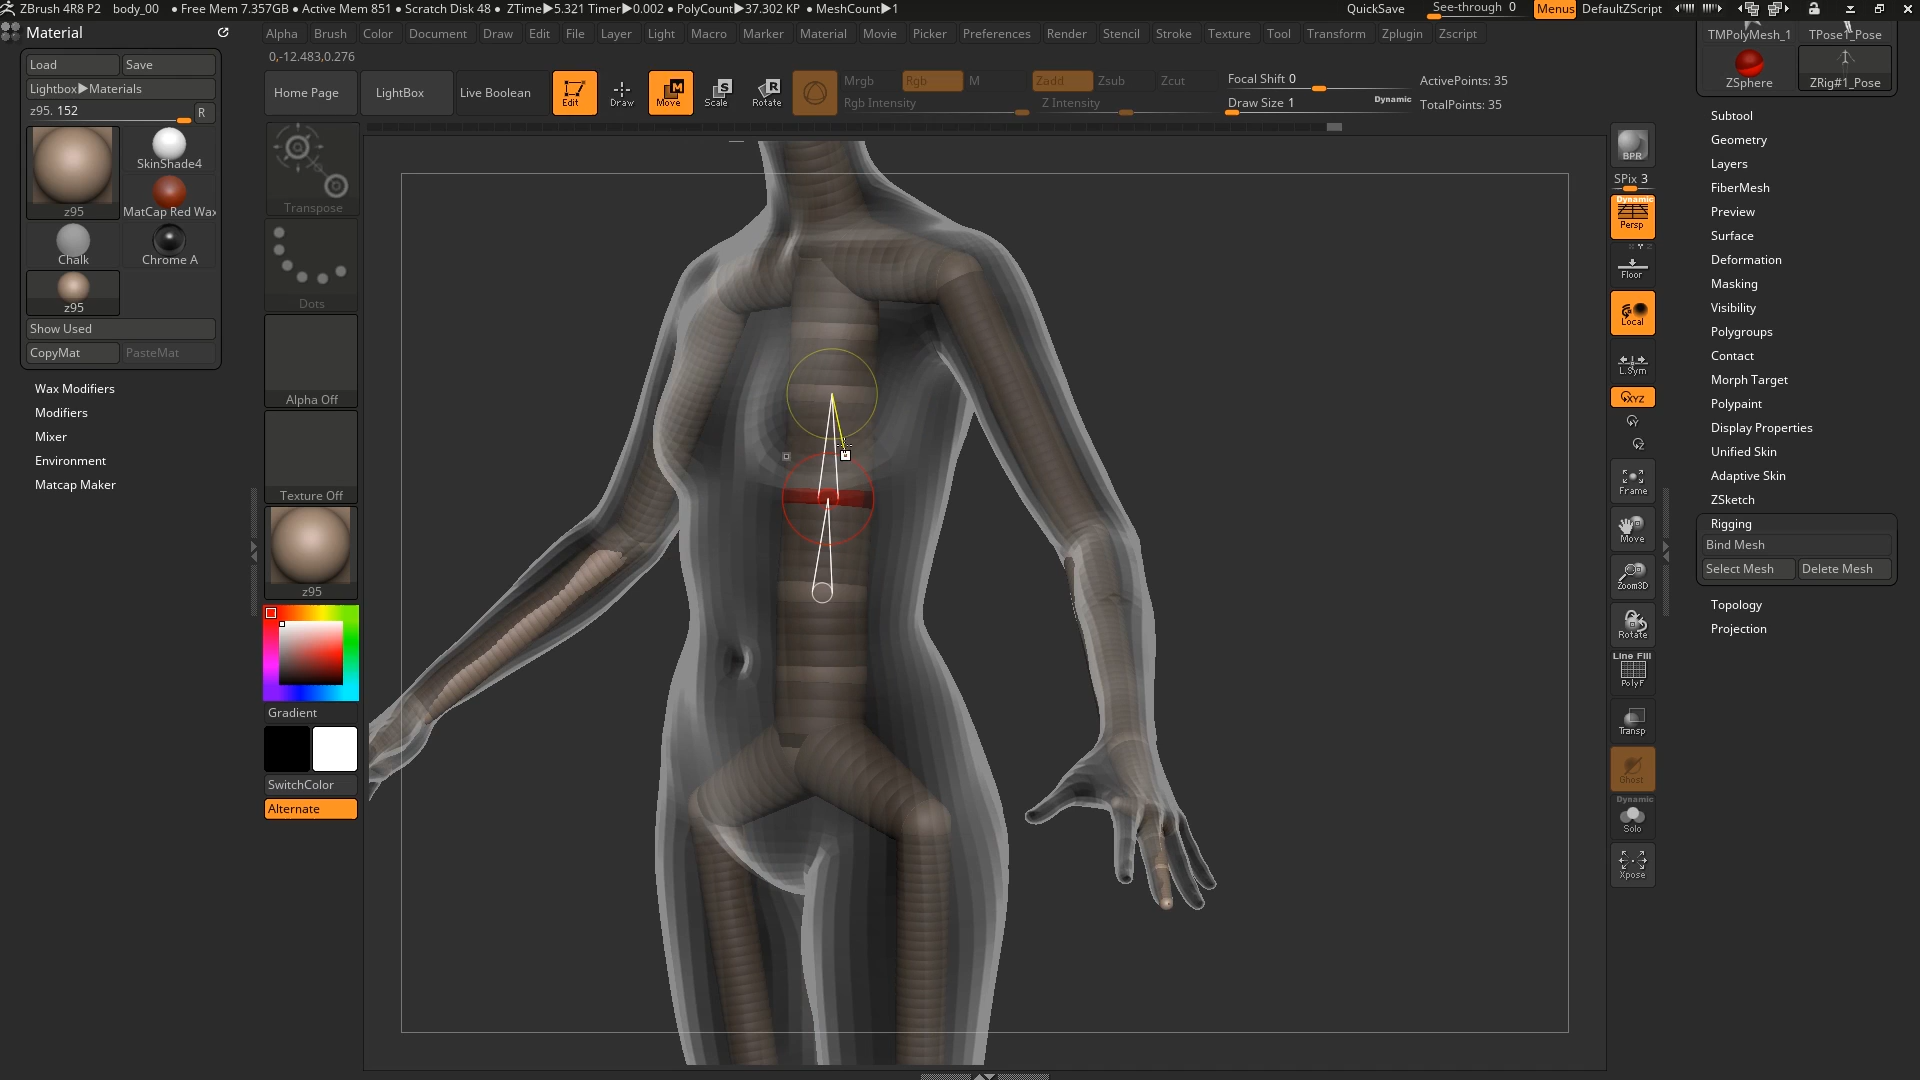 ZBrush 4R8 P2 body_00 • Free Mem 7.357GB • Active Mem 851 • Scratch Disk 48 • ZTime▶5.321 Timer▶0.002 • PolyCount▶37.302 KP • MeshCount▶1 QuickSave See-through 0 Menus DefaultZScript
Material
Alpha Brush Color Document Draw Edit File Layer Light Macro Marker Material Movie Picker Preferences Render Stencil Stroke Texture Tool Transform Zplugin Zscript
TMPolyMesh_1 TPose1_Pose
0,-12.483,0.276
Load Save
Lightbox▶Materials
z95. 152 R
SkinShade4
z95 MatCap Red Wax
Chalk Chrome A
z95
Show Used
CopyMat PasteMat
Wax Modifiers
Modifiers
Mixer
Environment
Matcap Maker
Home Page LightBox Live Boolean Edit Draw M Move Scale R Rotate
Mrgb Rgb M Zadd Zsub Zcut
Rgb Intensity Z Intensity
Focal Shift 0
Draw Size 1 Dynamic
ActivePoints: 35
TotalPoints: 35
ZSphere ZRig#1_Pose
Transpose
Dots
Alpha Off
Texture Off
z95
Gradient
SwitchColor
Alternate
BPR
SPix 3
Dynamic
Persp
Floor
Local
L.Sym
XYZ
Frame
Move
Zoom3D
Rotate
Line Fill
PolyF
Transp
Ghost
Dynamic
Solo
Xpose
Subtool
Geometry
Layers
FiberMesh
Preview
Surface
Deformation
Masking
Visibility
Polygroups
Contact
Morph Target
Polypaint
Display Properties
Unified Skin
Adaptive Skin
ZSketch
Rigging
Bind Mesh
Select Mesh Delete Mesh
Topology
Projection